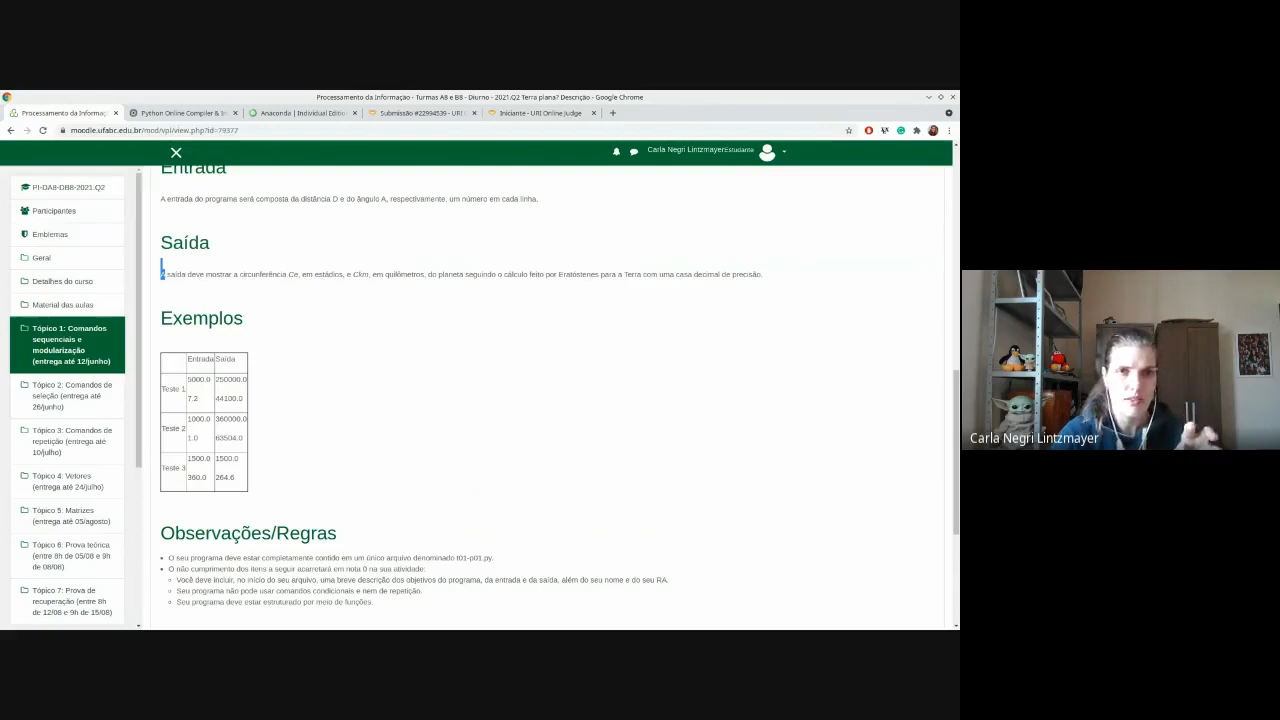 Processamento da Informação - Turmas A8 e B8 - Diurno - 2021.Q2 Terra plana? Descrição - Google Chrome
Processamento da Informaç
Python Online Compiler & In
Anaconda | Individual Editio
Submissão #22994539 - URI
Iniciante - URI Online Judge
moodle.ufabc.edu.br/mod/vpl/view.php?id=79377
Carla Negri LintzmayerEstudante
PI-DA8-DB8-2021.Q2
Participantes
Emblemas
Geral
Detalhes do curso
Material das aulas
Tópico 1: Comandos
sequenciais e
modularização
(entrega até 12/junho)
Tópico 2: Comandos de
seleção (entrega até
26/junho)
Tópico 3: Comandos de
repetição (entrega até
10/julho)
Tópico 4: Vetores
(entrega até 24/julho)
Tópico 5: Matrizes
(entrega até 05/agosto)
Tópico 6: Prova teórica
(entre 8h de 05/08 e 9h
de 08/08)
Tópico 7: Prova de
recuperação (entre 8h
de 12/08 e 9h de 15/08)
Entrada
A entrada do programa será composta da distância D e do ângulo A, respectivamente, um número em cada linha.
Saída
A saída deve mostrar a circunferência Ce, em estádios, e Ckm, em quilômetros, do planeta seguindo o cálculo feito por Eratóstenes para a Terra com uma casa decimal de precisão.
Exemplos
Entrada Saída
Teste 1 5000.0 250000.0
7.2 44100.0
Teste 2 1000.0 360000.0
1.0 63504.0
Teste 3 1500.0 1500.0
360.0 264.6
Observações/Regras
O seu programa deve estar completamente contido em um único arquivo denominado t01-p01.py.
O não cumprimento dos itens a seguir acarretará em nota 0 na sua atividade:
Você deve incluir, no início do seu arquivo, uma breve descrição dos objetivos do programa, da entrada e da saída, além do seu nome e do seu RA.
Seu programa não pode usar comandos condicionais e nem de repetição.
Seu programa deve estar estruturado por meio de funções.
Carla Negri Lintzmayer